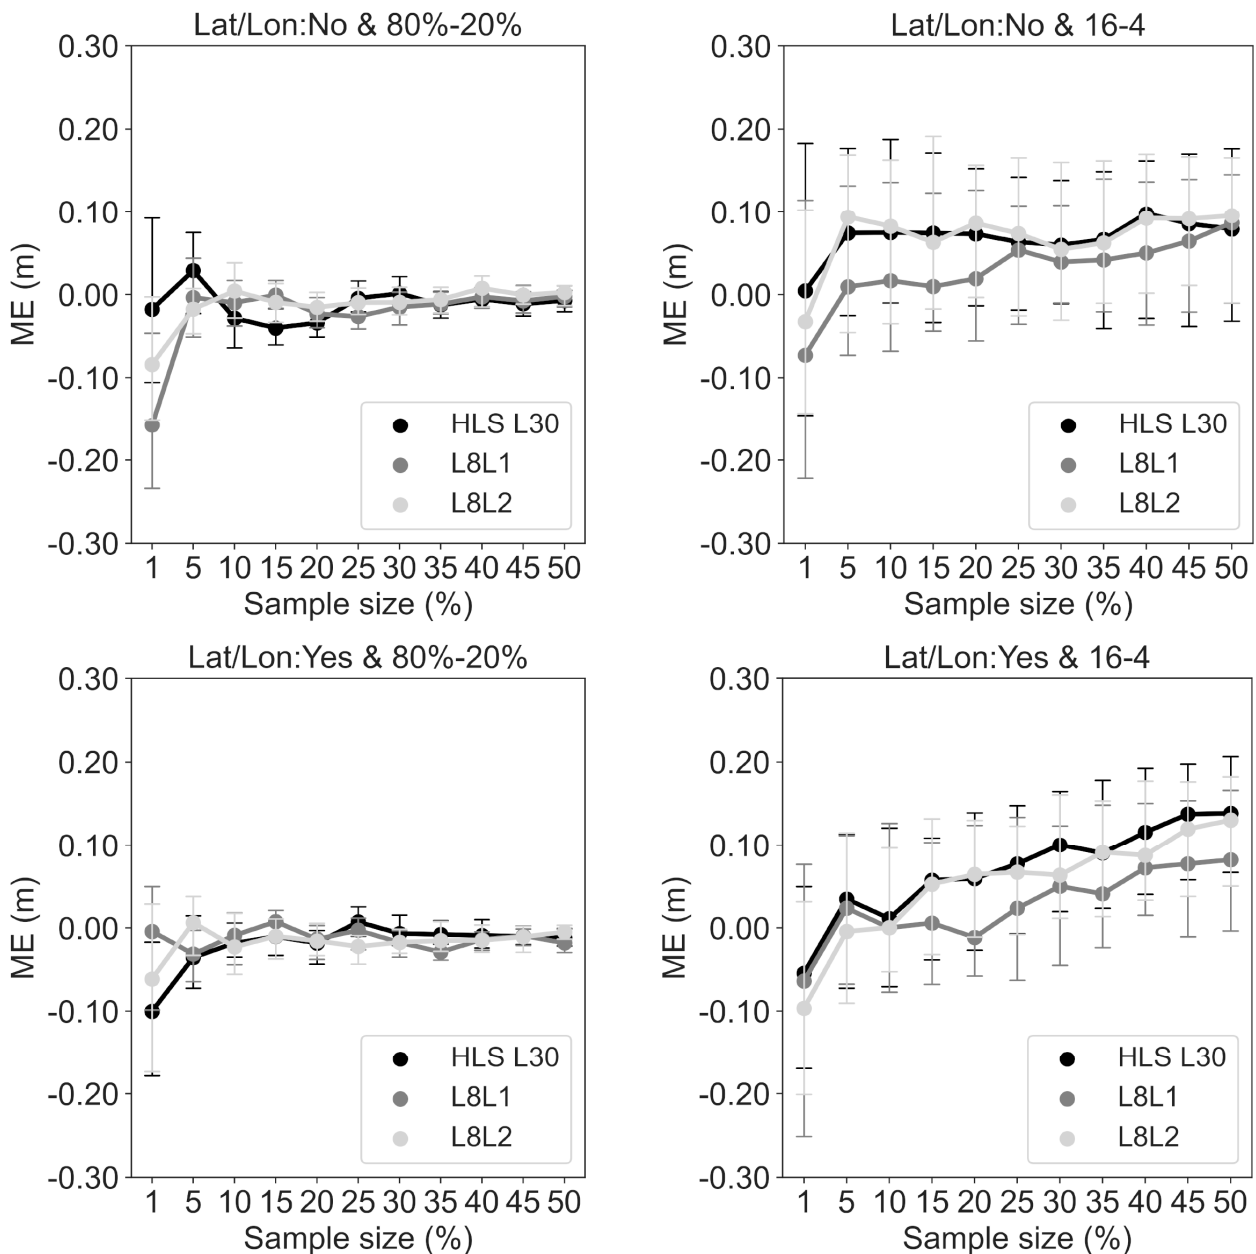 Lat/Lon:No & 80%-20%
0.30
0.20
0.10
0.00
-0.10
-0.20
-0.30
ME (m)
HLS L30
L8L1
L8L2
1 5 10 15 20 25 30 35 40 45 50
Sample size (%)
Lat/Lon:No & 16-4
0.30
0.20
0.10
0.00
-0.10
-0.20
-0.30
ME (m)
HLS L30
L8L1
L8L2
1 5 10 15 20 25 30 35 40 45 50
Sample size (%)
Lat/Lon:Yes & 80%-20%
0.30
0.20
0.10
0.00
-0.10
-0.20
-0.30
ME (m)
HLS L30
L8L1
L8L2
1 5 10 15 20 25 30 35 40 45 50
Sample size (%)
Lat/Lon:Yes & 16-4
0.30
0.20
0.10
0.00
-0.10
-0.20
-0.30
ME (m)
HLS L30
L8L1
L8L2
1 5 10 15 20 25 30 35 40 45 50
Sample size (%)